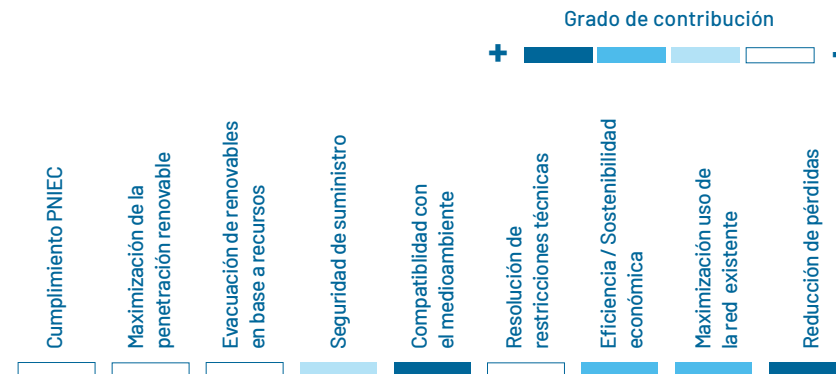 Grado de contribución
+ -
Cumplimiento PNIEC
Maximización de la
penetración renovable
Evacuación de renovables
en base a recursos
Seguridad de suministro
Compatiblidad con
el medioambiente
Resolución de
restricciones técnicas
Eficiencia / Sostenibilidad
económica
Maximización uso de
la red existente
Reducción de pérdidas